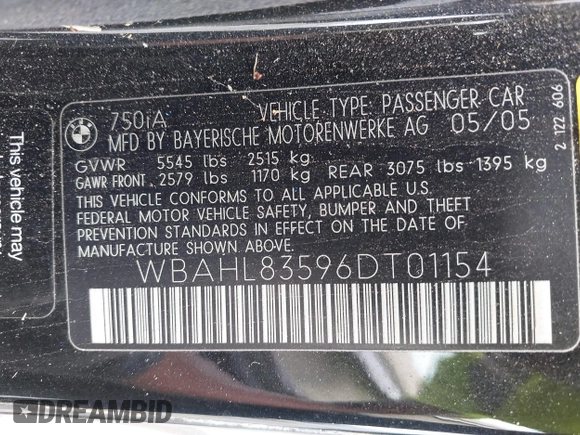 750iA VEHICLE TYPE: PASSENGER CAR
MFD BY BAYERISCHE MOTORENWERKE AG 05/05
GVWR 5545 lbs 2515 kg
GAWR FRONT: 2579 lbs 1170 kg REAR 3075 lbs 1395 kg
THIS VEHICLE CONFORMS TO ALL APPLICABLE U.S.
FEDERAL MOTOR VEHICLE SAFETY, BUMPER AND THEFT
PREVENTION STANDARDS IN EFFECT ON THE DATE OF
MANUFACTURE SHOWN ABOVE.
WBAHL83596DT01154
2 122 606
This vehicle may
DREAMBID